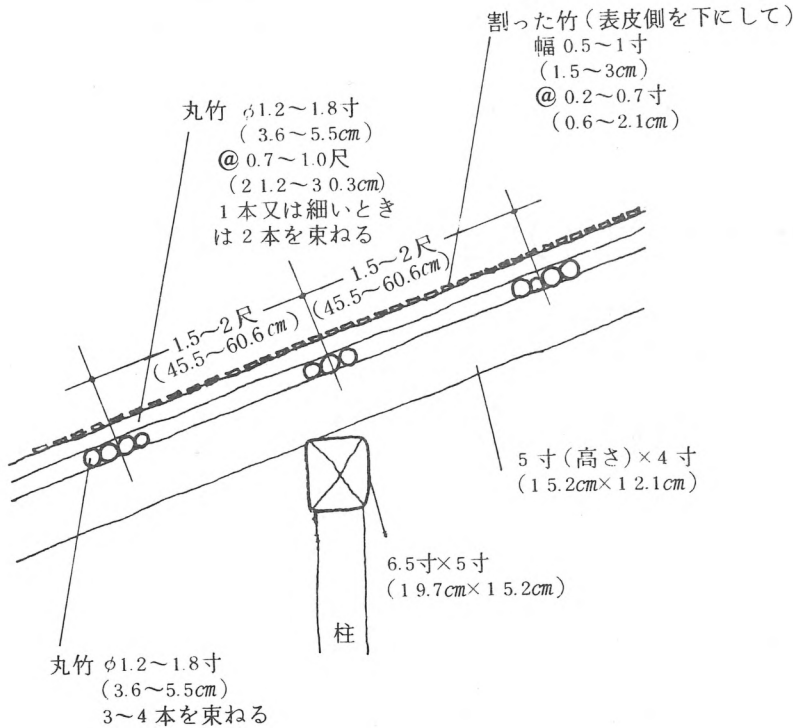 割った竹(表皮側を下にして)
幅 0.5〜1寸
(1.5〜3cm)
@ 0.2〜0.7寸
(0.6〜2.1cm)
丸竹 φ1.2〜1.8寸
(3.6〜5.5cm)
@ 0.7〜1.0尺
(21.2〜30.3cm)
1本又は細いとき
は2本を束ねる
1.5〜2尺
(45.5〜60.6cm)
1.5〜2尺
(45.5〜60.6cm)
5寸(高さ)×4寸
(15.2cm×12.1cm)
6.5寸×5寸
(19.7cm×15.2cm)
柱
丸竹 φ1.2〜1.8寸
(3.6〜5.5cm)
3〜4本を束ねる